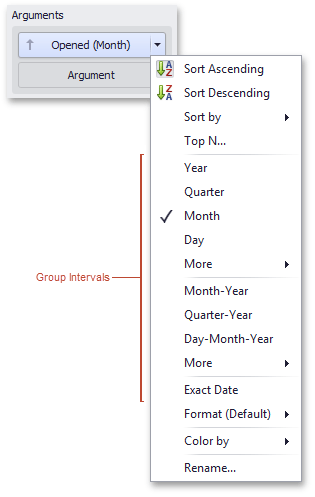 Arguments
Opened (Month)
Argument
Sort Ascending
Sort Descending
Sort by
Top N...
Year
Quarter
Month
Day
More
Group Intervals
Month-Year
Quarter-Year
Day-Month-Year
More
Exact Date
Format (Default)
Color by
Rename...